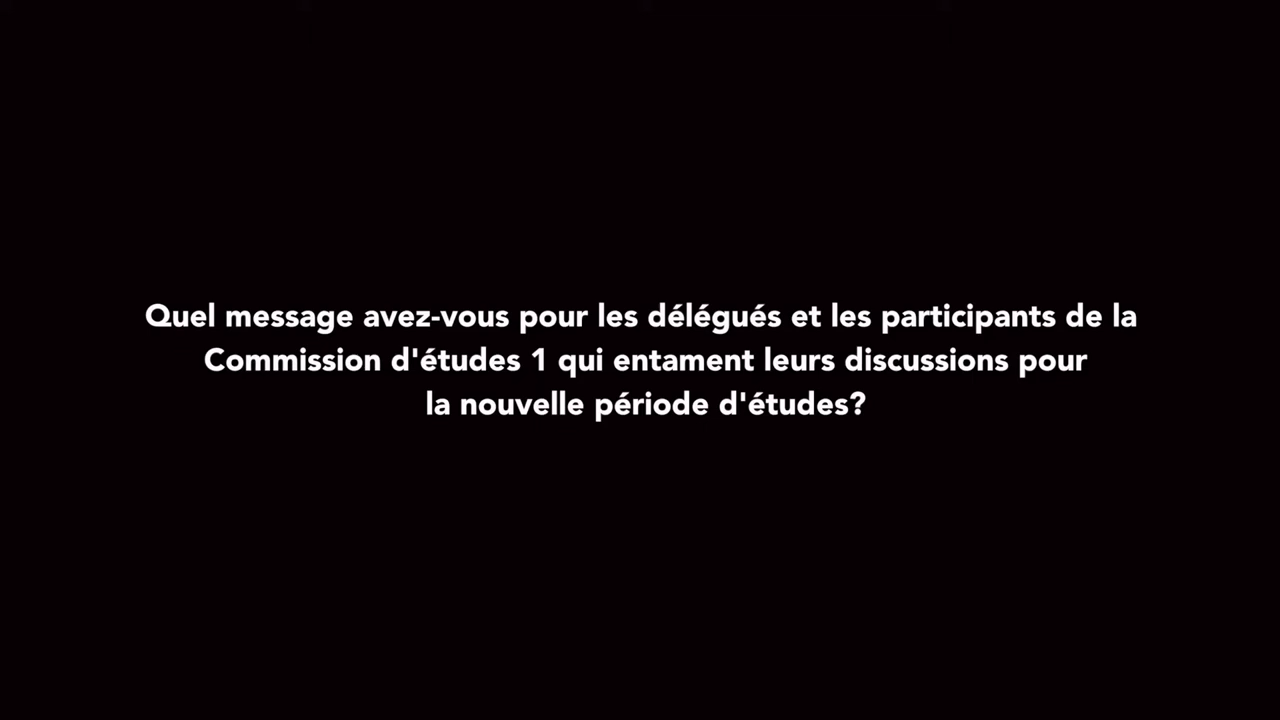 Quel message avez-vous pour les délégués et les participants de la
Commission d'études 1 qui entament leurs discussions pour
la nouvelle période d'études?